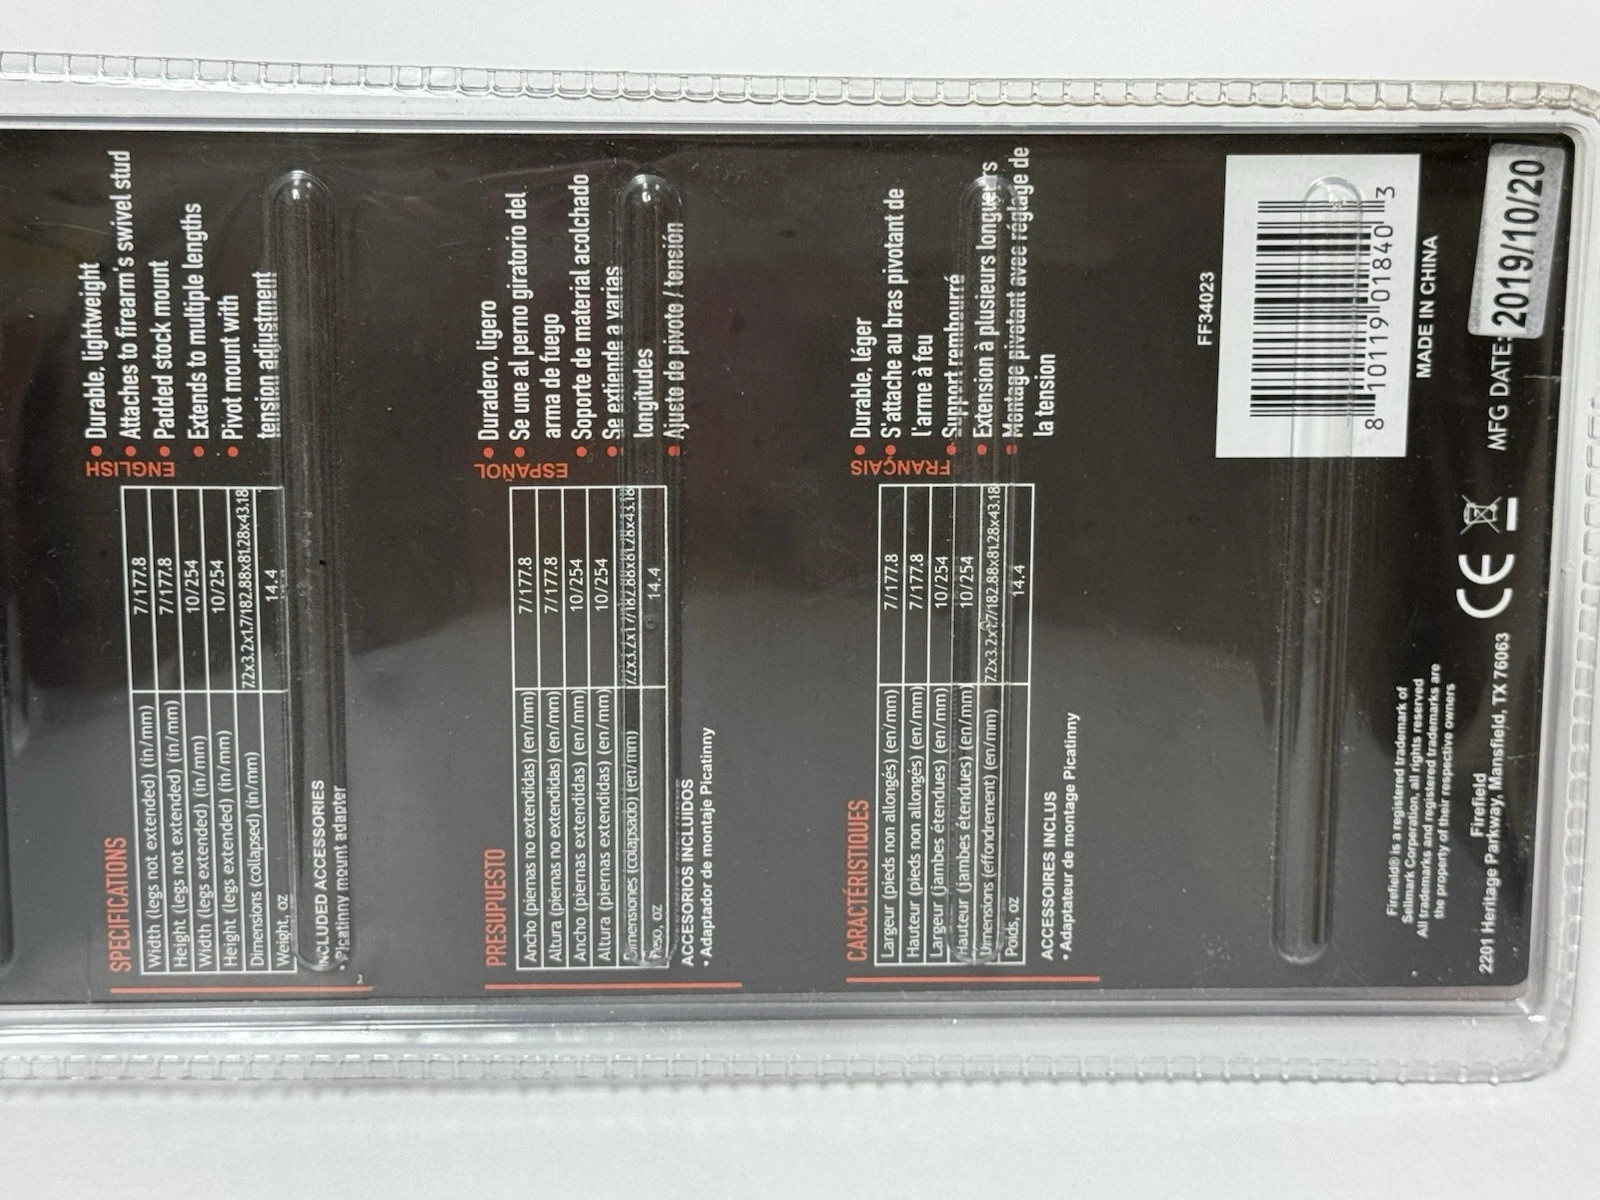 SPECIFICATIONS
Width (legs not extended) (in/mm) 7/177.8
Height (legs not extended) (in/mm) 7/177.8
Width (legs extended) (in/mm) 10/254
Height (legs extended) (in/mm) 10/254
Dimensions (collapsed) (in/mm) 7.2x3.2x1.7/182.88x81.28x43.18
Weight, oz 14.4
INCLUDED ACCESSORIES
• Picatinny mount adapter
ENGLISH
• Durable, lightweight
• Attaches to firearm's swivel stud
• Padded stock mount
• Extends to multiple lengths
• Pivot mount with
tension adjustment
PRESUPUESTO
Ancho (piernas no extendidas) (en/mm) 7/177.8
Altura (piernas no extendidas) (en/mm) 7/177.8
Ancho (piernas extendidas) (en/mm) 10/254
Altura (piernas extendidas) (en/mm) 10/254
Dimensiones (colapsado) (en/mm) 7.2x3.2x1.7/182.88x81.28x43.18
Peso, oz 14.4
ACCESORIOS INCLUIDOS
• Adaptador de montaje Picatinny
ESPAÑOL
• Duradero, ligero
• Se une al perno giratorio del
arma de fuego
• Soporte de material acolchado
• Se extiende a varias
longitudes
• Ajuste de pivote / tensión
CARACTÉRISTIQUES
Largeur (pieds non allongés) (en/mm) 7/177.8
Hauteur (pieds non allongés) (en/mm) 7/177.8
Largeur (jambes étendues) (en/mm) 10/254
Hauteur (jambes étendues) (en/mm) 10/254
Dimensions (effondrement) (en/mm) 7.2x3.2x1.7/182.88x81.28x43.18
Poids, oz 14.4
ACCESSOIRES INCLUS
• Adaptateur de montage Picatinny
FRANÇAIS
• Durable, léger
• S'attache au bras pivotant de
l'arme à feu
• Support rembourré
• Extension à plusieurs longueurs
• Montage pivotant avec réglage de
la tension
FF34023
8 10119 01840 3
MADE IN CHINA
MFG DATE: 2019/10/20
Firefield® is a registered trademark of
Sellmark Corporation, all rights reserved
All trademarks and registered trademarks are
the property of their respective owners
Firefield
2201 Heritage Parkway, Mansfield, TX 76063
CE